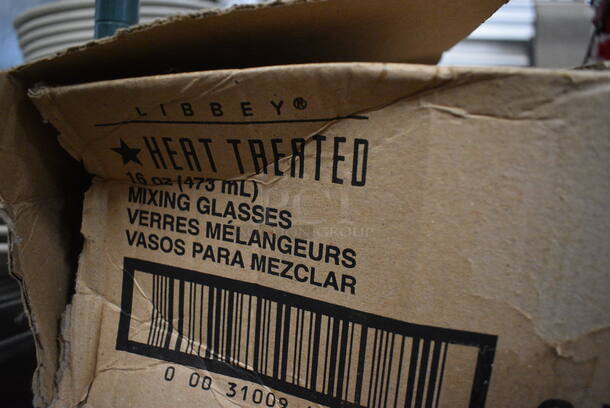 LIBBEY®
★ HEAT TREATED
16 oz (473 mL)
MIXING GLASSES
VERRES MÉLANGEURS
VASOS PARA MEZCLAR
0 00 31009